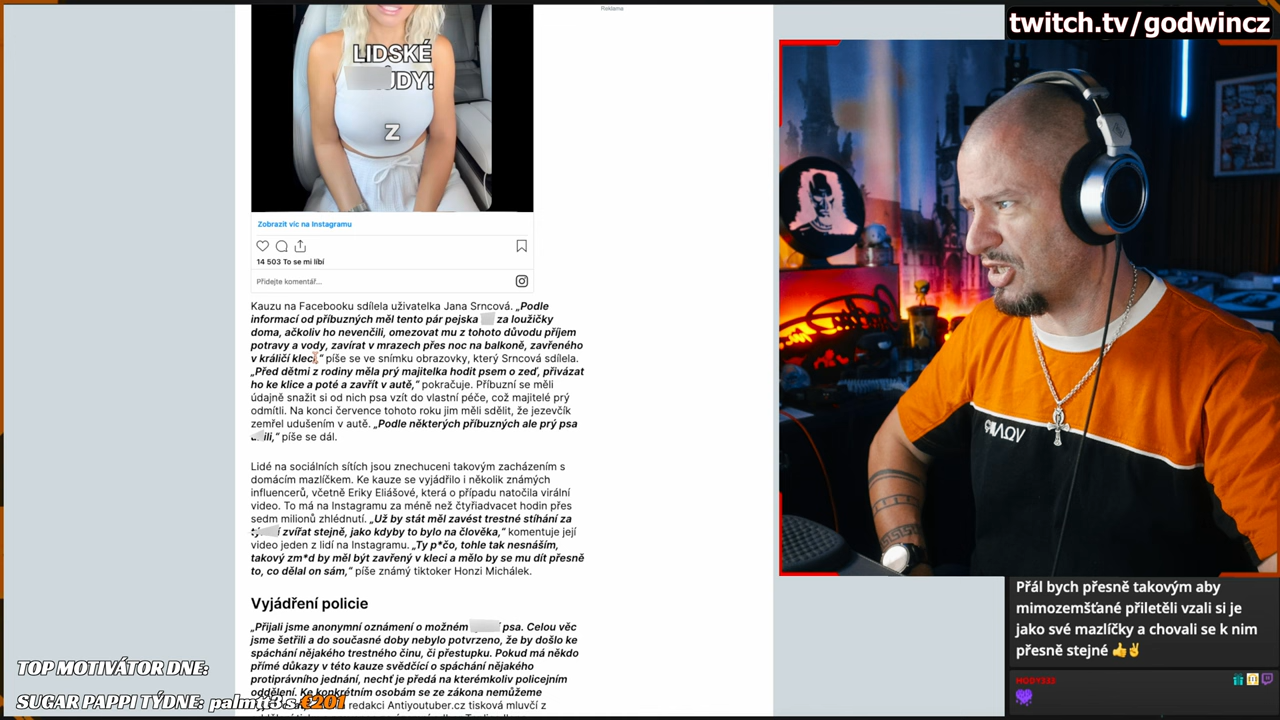 Reklama
twitch.tv/godwincz
LIDSKÉ
DY!
Z
Zobrazit víc na Instagramu
14 503 To se mi líbí
Přidejte komentář...
Kauzu na Facebooku sdílela uživatelka Jana Srncová. „Podle
informací od příbuzných měl tento pár pejska za loužičky
doma, ačkoliv ho nevenčili, omezovat mu z tohoto důvodu příjem
potravy a vody, zavírat v mrazech přes noc na balkoně, zavřeného
v králičí kleci,“ píše se ve snímku obrazovky, který Srncová sdílela.
„Před dětmi z rodiny měla prý majitelka hodit psem o zeď, přivázat
ho ke klice a poté a zavřít v autě,“ pokračuje. Příbuzní se měli
údajně snažit si od nich psa vzít do vlastní péče, což majitelé prý
odmítli. Na konci července tohoto roku jim měli sdělit, že jezevčík
zemřel udušením v autě. „Podle některých příbuzných ale prý psa
ili,“ píše se dál.
Lidé na sociálních sítích jsou znechuceni takovým zacházením s
domácím mazlíčkem. Ke kauze se vyjádřilo i několik známých
influencerů, včetně Eriky Eliášové, která o případu natočila virální
video. To má na Instagramu za méně než čtyřiadvacet hodin přes
sedm milionů zhlédnutí. „Už by stát měl zavést trestné stíhání za
zvířat stejně, jako kdyby to bylo na člověka,“ komentuje její
video jeden z lidí na Instagramu. „Ty p*čo, tohle tak nesnáším,
takový zm*d by měl být zavřený v kleci a mělo by se mu dít přesně
to, co dělal on sám,“ píše známý tiktoker Honzi Michálek.
Vyjádření policie
„Přijali jsme anonymní oznámení o možném psa. Celou věc
jsme šetřili a do současné doby nebylo potvrzeno, že by došlo ke
spáchání nějakého trestného činu, či přestupku. Pokud má někdo
přímé důkazy v této kauze svědčící o spáchání nějakého
protiprávního jednání, nechť je předá na kterémkoliv policejním
oddělení. Ke konkrétním osobám se ze zákona nemůžeme
redakci Antiyoutuber.cz tisková mluvčí z
Přál bych přesně takovým aby
mimozemšťané přiletěli vzali si je
jako své mazlíčky a chovali se k nim
přesně stejné 👍✌
TOP MOTIVÁTOR DNE:
SUGAR PAPPI TÝDNE: palmtt3.s €201